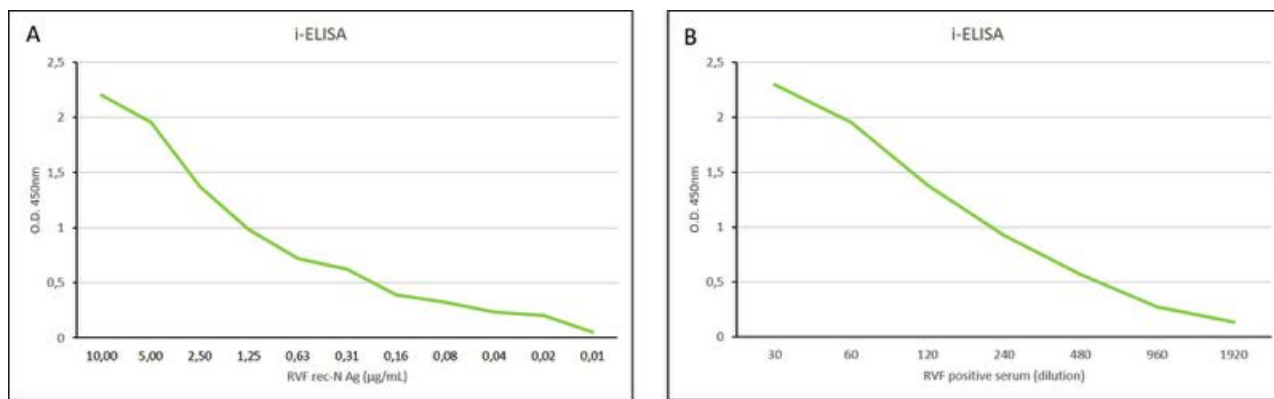 A
i-ELISA
2,5
2
1,5
1
0,5
0
O.D. 450nm
10,00 5,00 2,50 1,25 0,63 0,31 0,16 0,08 0,04 0,02 0,01
RVF rec-N Ag (µg/mL)
B
i-ELISA
2,5
2
1,5
1
0,5
0
O.D. 450nm
30 60 120 240 480 960 1920
RVF positive serum (dilution)